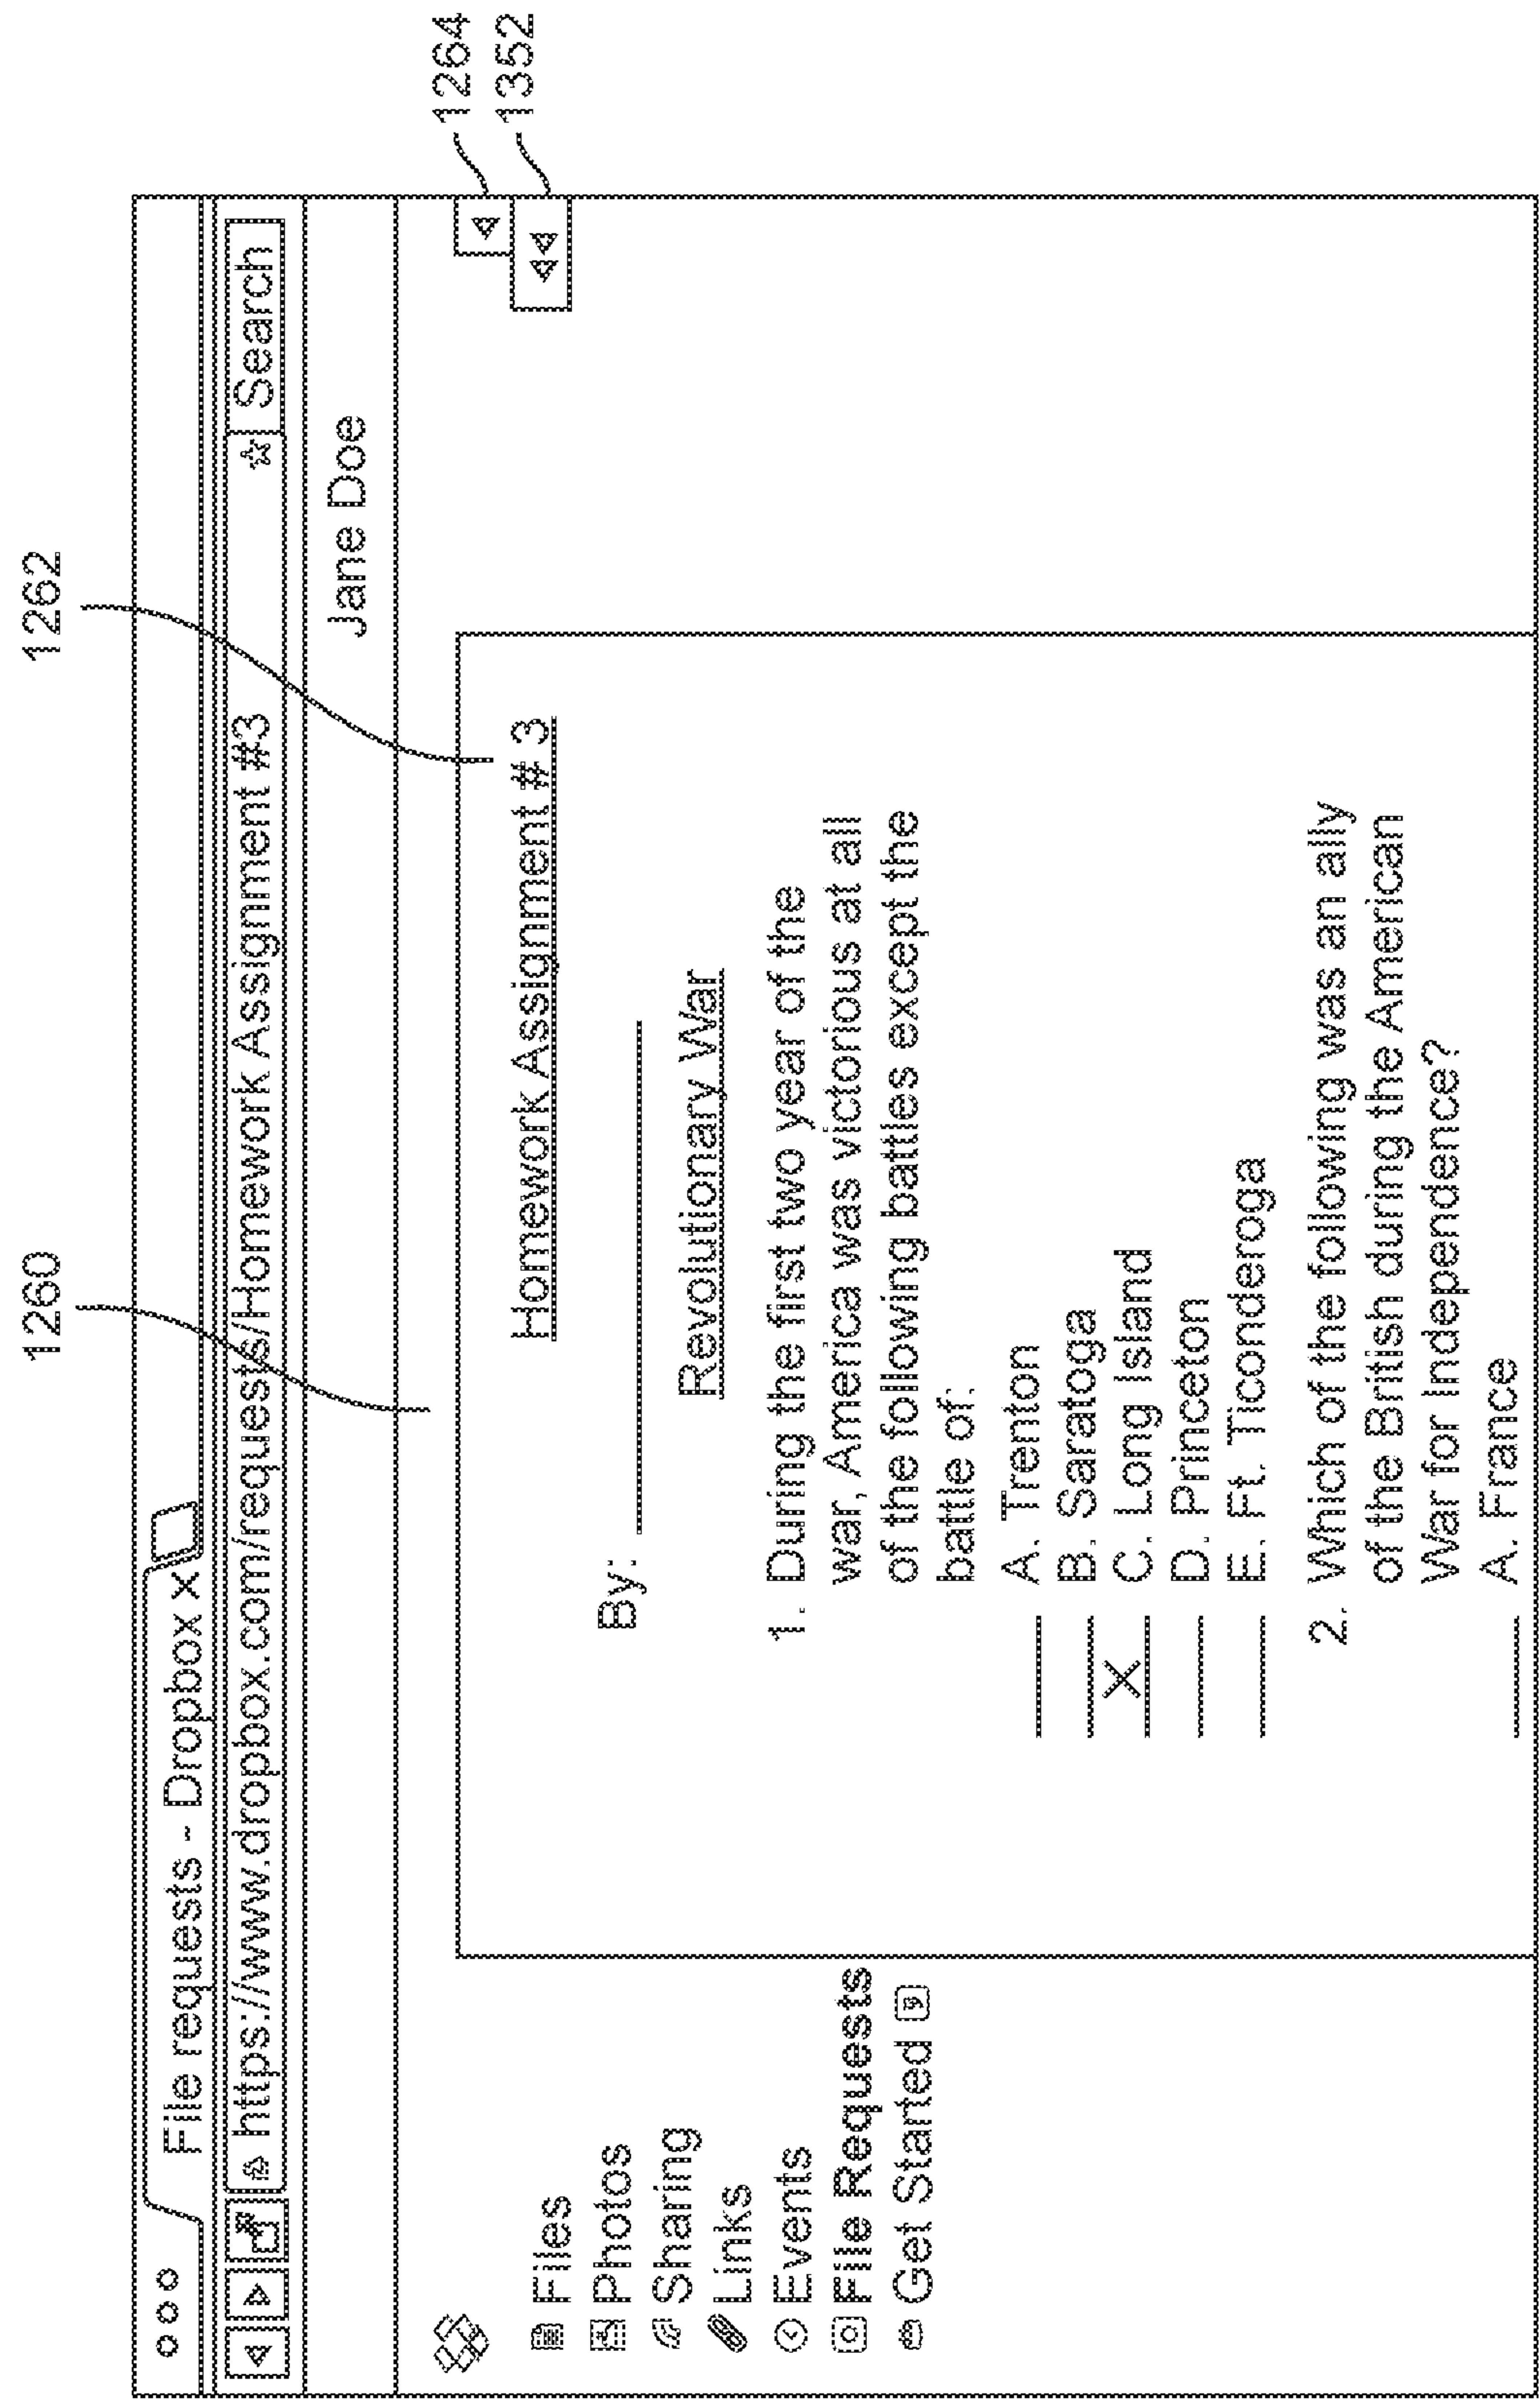 1260
1262
File requests - Dropbox x
https://www.dropbox.com/requests/Homework Assignment #3
Search
Jane Doe
1264
1352
Files
Photos
Sharing
Links
Events
File Requests
Get Started
Homework Assignment # 3
By:
Revolutionary War
1. During the first two year of the
war, America was victorious at all
of the following battles except the
battle of:
A. Trenton
B. Saratoga
X C. Long Island
D. Princeton
E. Ft. Ticonderoga
2. Which of the following was an ally
of the British during the American
War for Independence?
A. France